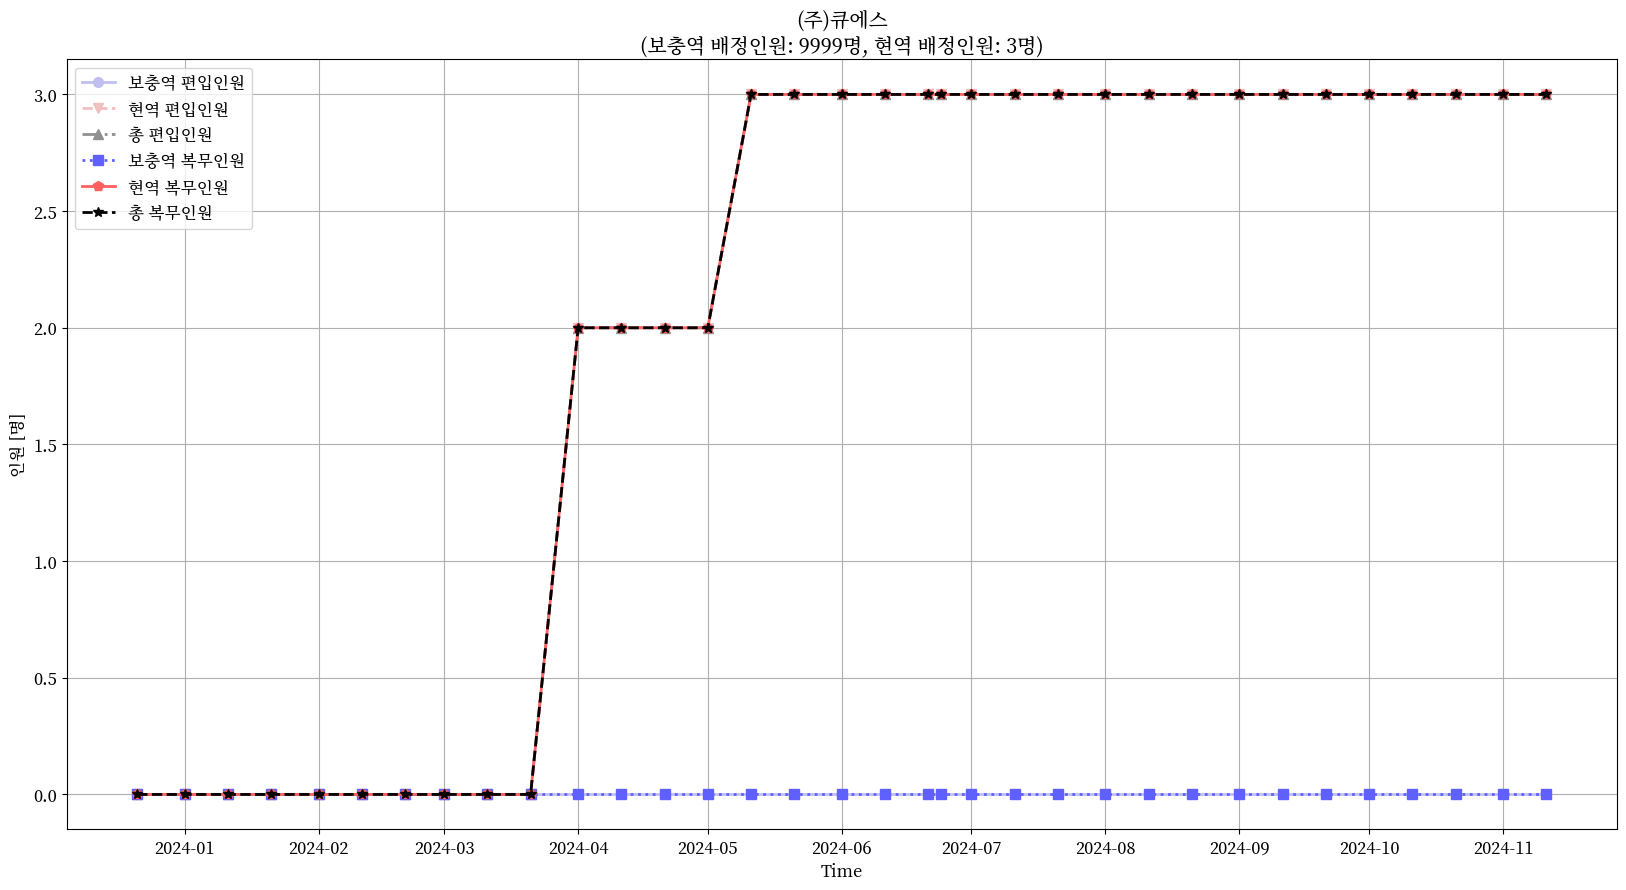 (주)큐에스
(보충역 배정인원: 9999명, 현역 배정인원: 3명)
보충역 편입인원
현역 편입인원
총 편입인원
보충역 복무인원
현역 복무인원
총 복무인원
인원 [명]
3.0
2.5
2.0
1.5
1.0
0.5
0.0
2024-01 2024-02 2024-03 2024-04 2024-05 2024-06 2024-07 2024-08 2024-09 2024-10 2024-11
Time